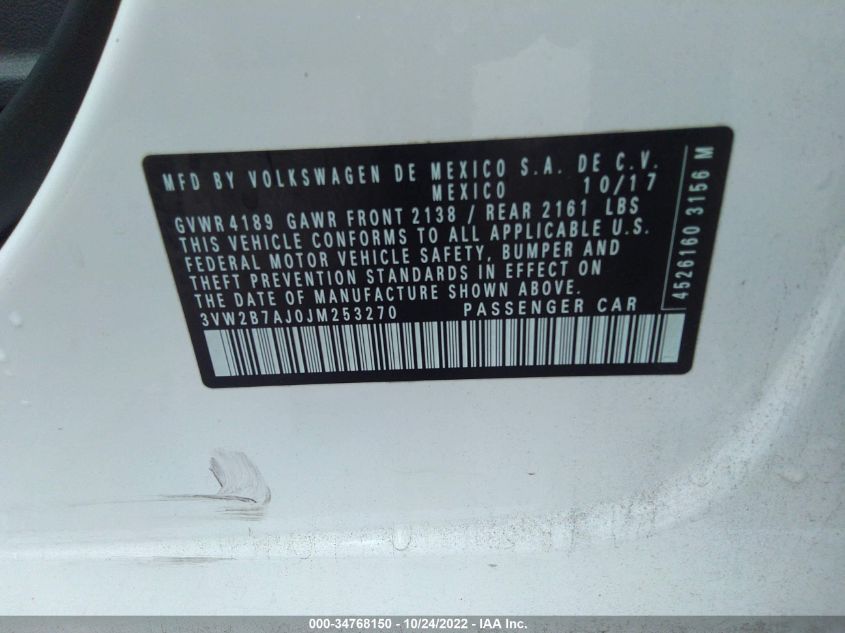 MFD BY VOLKSWAGEN DE MEXICO S.A. DE C.V.
MEXICO 10/17
GVWR 4189 GAWR FRONT 2138 / REAR 2161 LBS
THIS VEHICLE CONFORMS TO ALL APPLICABLE U.S.
FEDERAL MOTOR VEHICLE SAFETY, BUMPER AND
THEFT PREVENTION STANDARDS IN EFFECT ON
THE DATE OF MANUFACTURE SHOWN ABOVE.
3VW2B7AJ0JM253270 PASSENGER CAR
4526160 3156 M
000-34768150 - 10/24/2022 - IAA Inc.